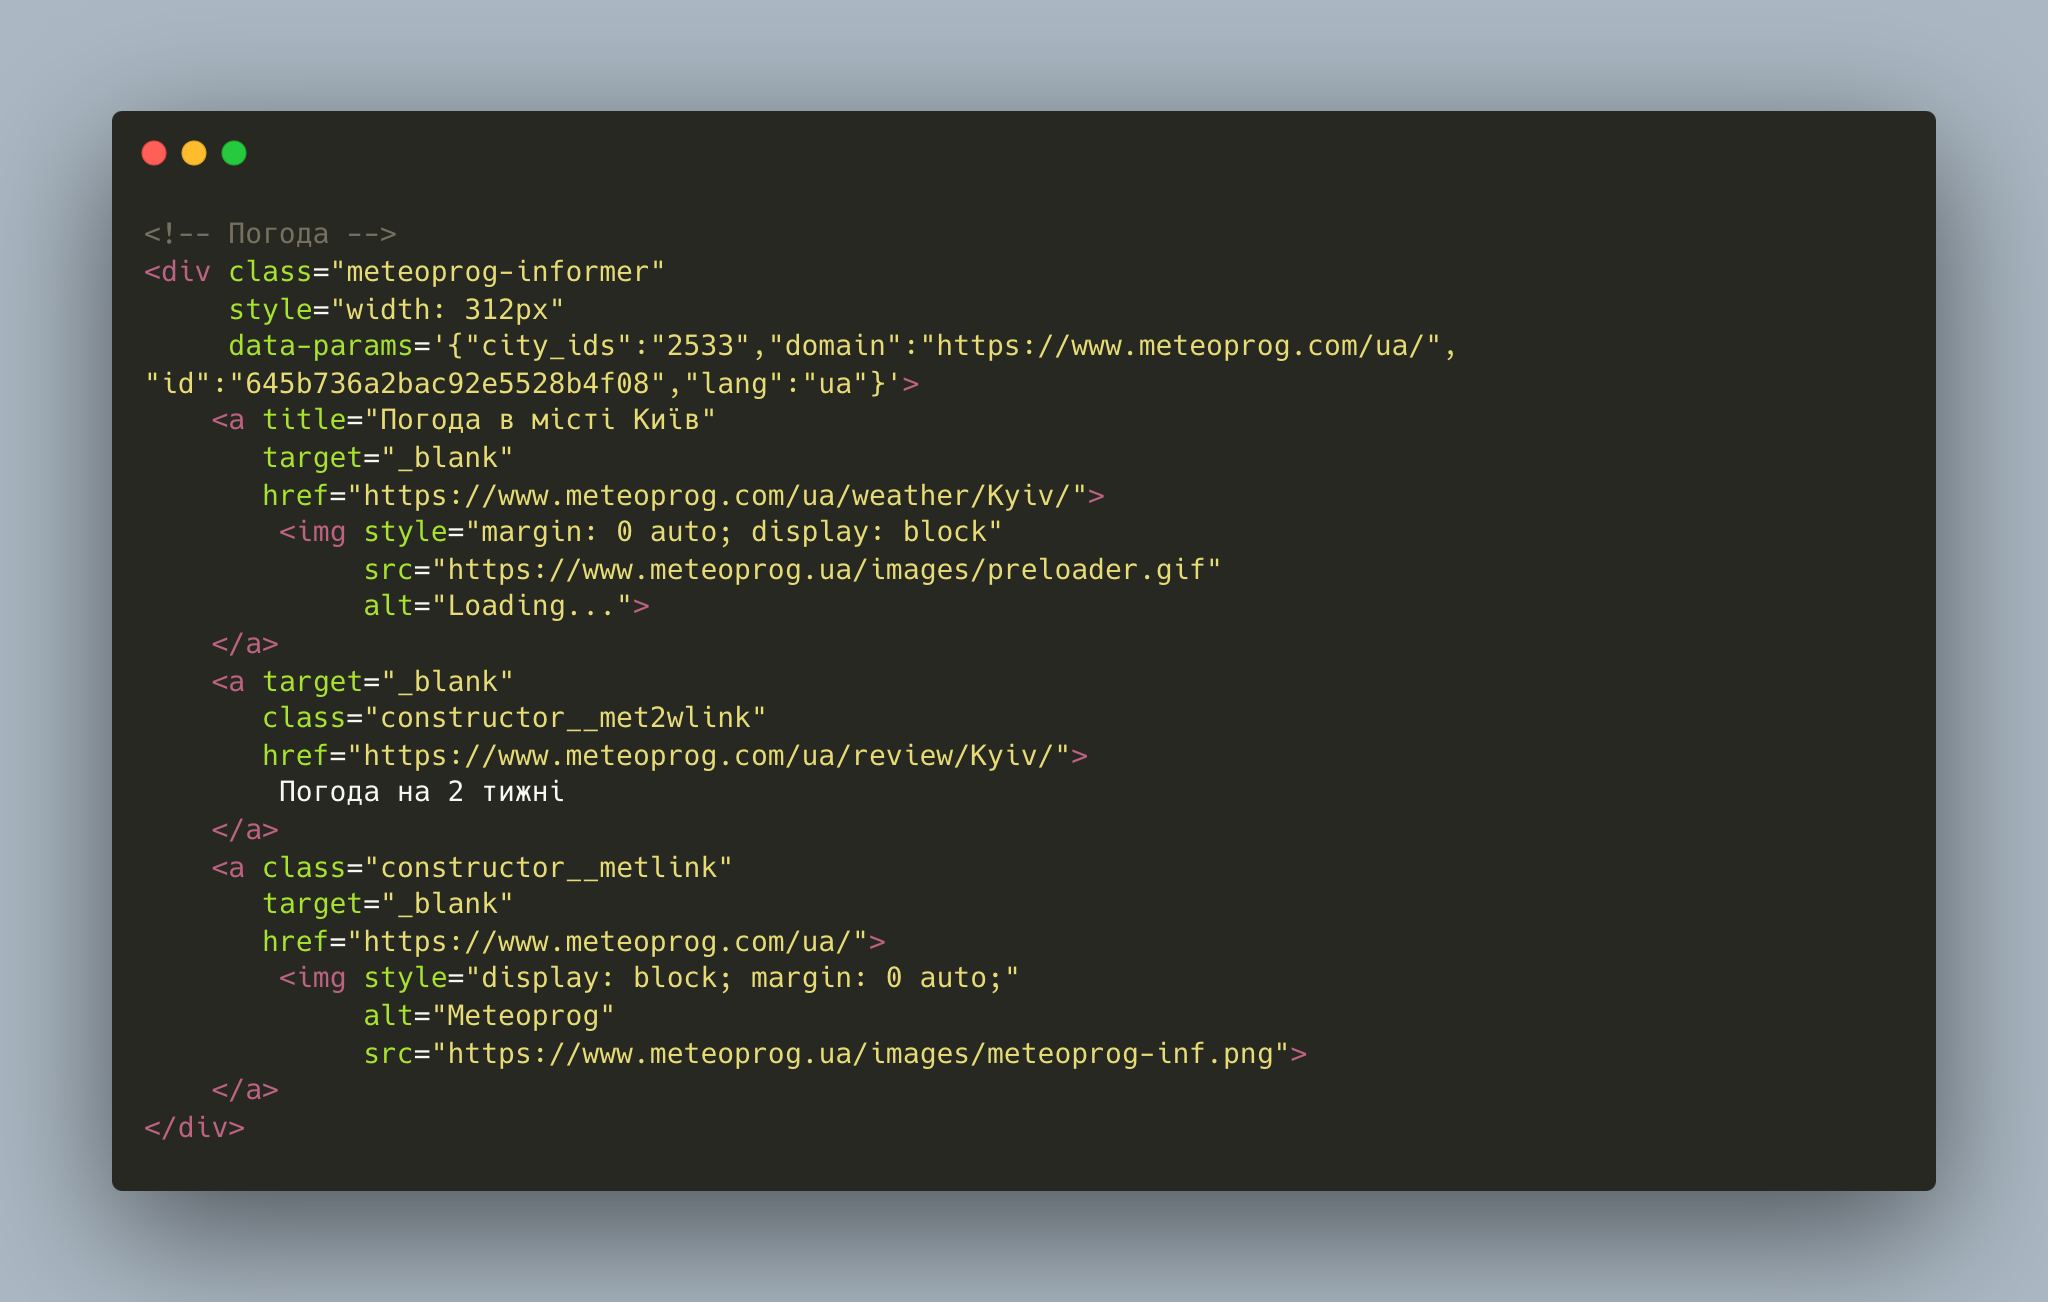 <!-- Погода -->
<div class="meteoprog-informer"
     style="width: 312px"
     data-params='{"city_ids":"2533","domain":"https://www.meteoprog.com/ua/",
"id":"645b736a2bac92e5528b4f08","lang":"ua"}'>
    <a title="Погода в місті Київ"
       target="_blank"
       href="https://www.meteoprog.com/ua/weather/Kyiv/">
        <img style="margin: 0 auto; display: block"
             src="https://www.meteoprog.ua/images/preloader.gif"
             alt="Loading...">
    </a>
    <a target="_blank"
       class="constructor__met2wlink"
       href="https://www.meteoprog.com/ua/review/Kyiv/">
        Погода на 2 тижні
    </a>
    <a class="constructor__metlink"
       target="_blank"
       href="https://www.meteoprog.com/ua/">
        <img style="display: block; margin: 0 auto;"
             alt="Meteoprog"
             src="https://www.meteoprog.ua/images/meteoprog-inf.png">
    </a>
</div>